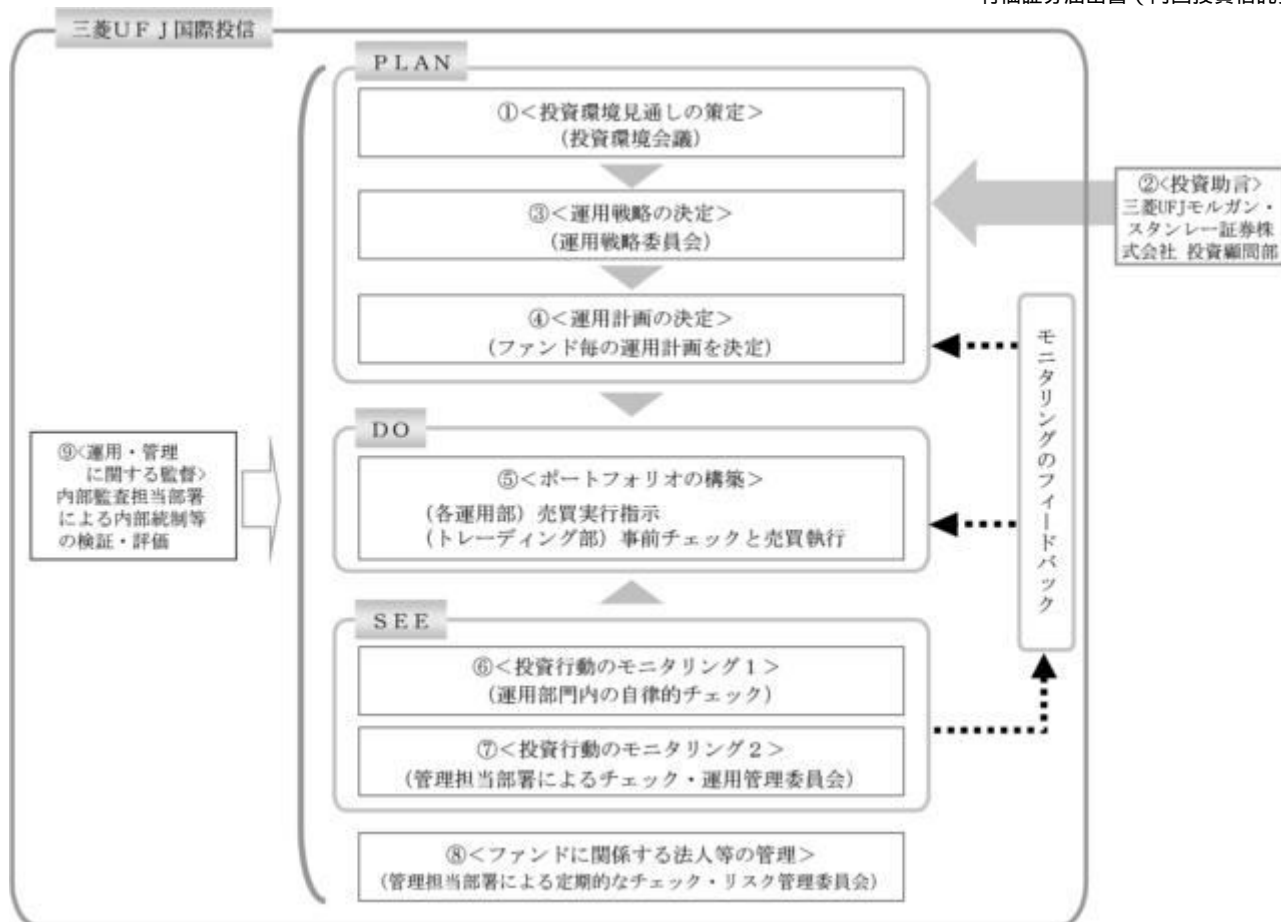 三菱ＵＦＪ国際投信
ＰＬＡＮ
①<投資環境見通しの策定>
(投資環境会議)
②<投資助言>
三菱UFJモルガン・
スタンレー証券株
式会社 投資顧問部
③<運用戦略の決定>
(運用戦略委員会)
④<運用計画の決定>
(ファンド毎の運用計画を決定)
モニタリングのフィードバック
ＤＯ
⑤<ポートフォリオの構築>
(各運用部) 売買実行指示
(トレーディング部) 事前チェックと売買執行
⑨<運用・管理
に関する監督>
内部監査担当部署
による内部統制等
の検証・評価
ＳＥＥ
⑥<投資行動のモニタリング１>
(運用部門内の自律的チェック)
⑦<投資行動のモニタリング２>
(管理担当部署によるチェック・運用管理委員会)
⑧<ファンドに関係する法人等の管理>
(管理担当部署による定期的なチェック・リスク管理委員会)